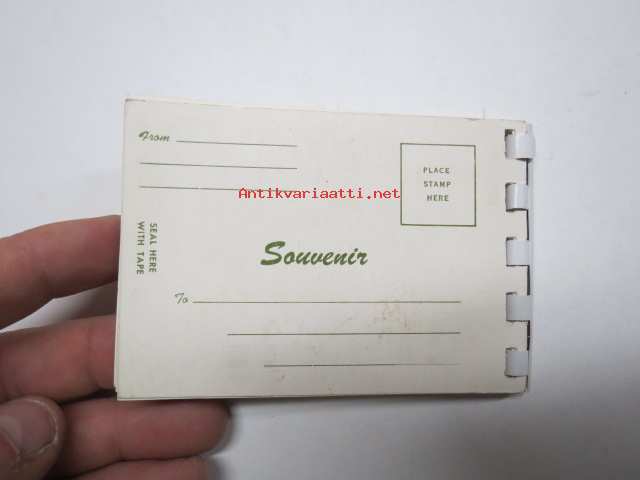 From
PLACE
STAMP
HERE
Antikvariaatti.net
SEAL HERE
WITH TAPE
Souvenir
To